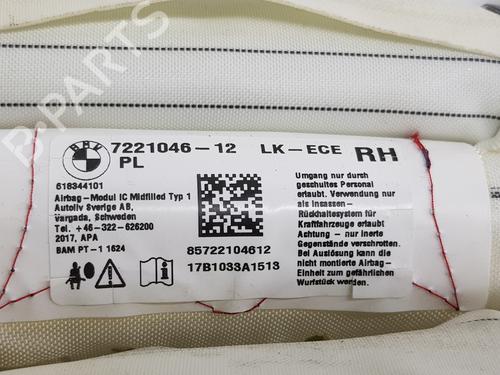 7221046-12 LK-ECE RH
PL
618344101
Airbag-Modul IC Midfilled Typ 1
Autoliv Sverige AB,
Vargada, Schweden
Tel. +46-322-626200
2017, APA
BAM PT-1 1624
85722104612
17B1033A1513
Umgang nur durch
geschultes Personal
erlaubt. Verwendung nur
als Insassen-
Rückhaltesystem für
Kraftfahrzeuge erlaubt
Achtung - nur inerte
Gegenstände verschrotten.
Bei Auslösung kann die
nicht montierte Airbag-
Einheit zum gefährlichen
Wurfstück werden.